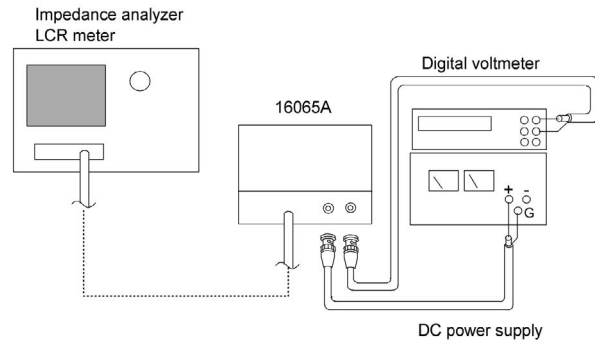 Impedance analyzer
LCR meter
16065A
Digital voltmeter
+ -
G
DC power supply